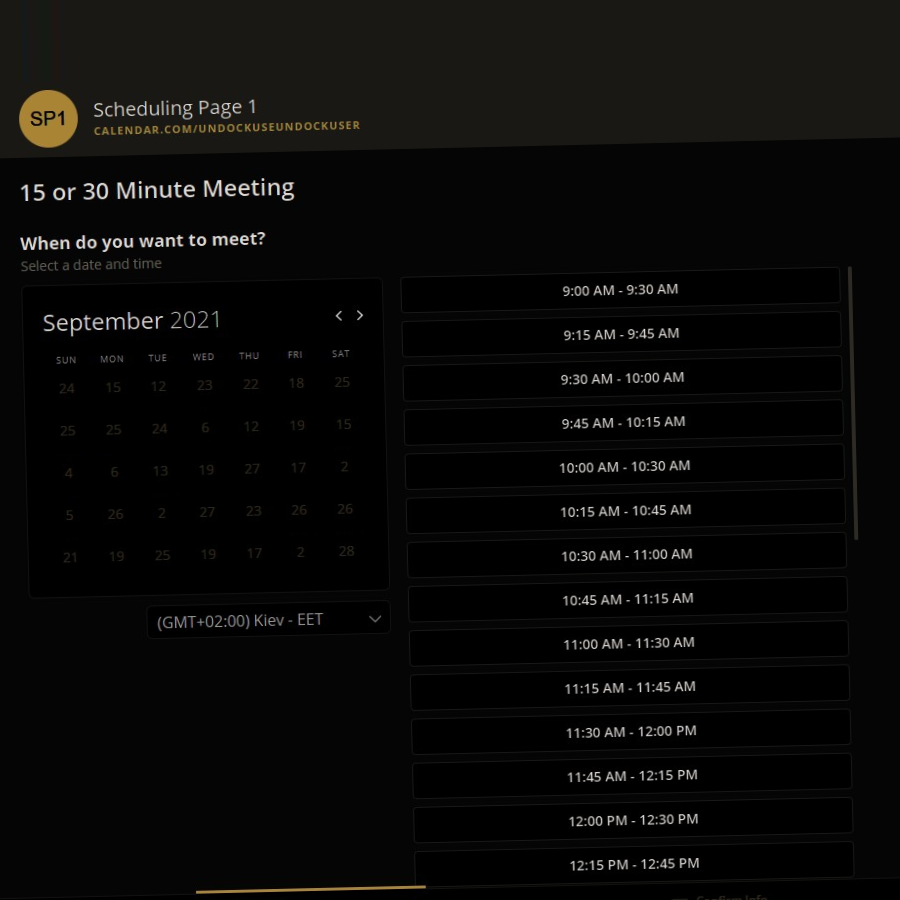 SP1
Scheduling Page 1
CALENDAR.COM/UNDOCKUSEUNDOCKUSER
15 or 30 Minute Meeting
When do you want to meet?
Select a date and time
September 2021
SUN MON TUE WED THU FRI SAT
24 15 12 23 22 18 25
25 25 24 6 12 19 15
4 6 13 19 27 17 2
5 26 2 27 23 26 26
21 19 25 19 17 2 28
(GMT+02:00) Kiev - EET
9:00 AM - 9:30 AM
9:15 AM - 9:45 AM
9:30 AM - 10:00 AM
9:45 AM - 10:15 AM
10:00 AM - 10:30 AM
10:15 AM - 10:45 AM
10:30 AM - 11:00 AM
10:45 AM - 11:15 AM
11:00 AM - 11:30 AM
11:15 AM - 11:45 AM
11:30 AM - 12:00 PM
11:45 AM - 12:15 PM
12:00 PM - 12:30 PM
12:15 PM - 12:45 PM